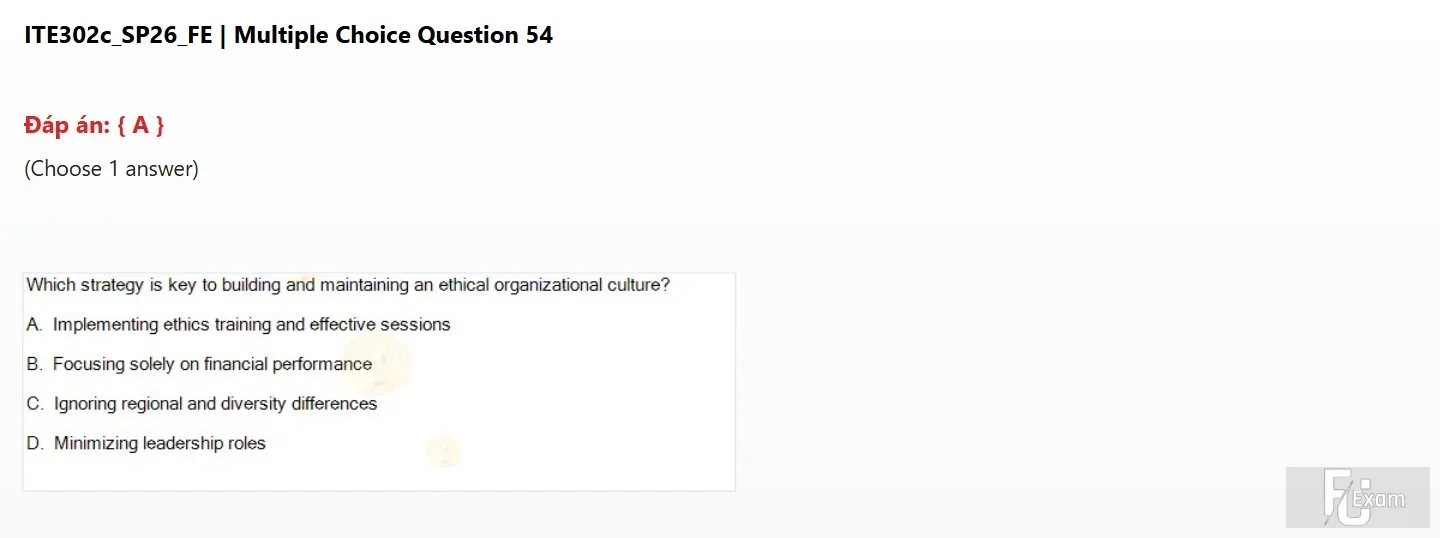 ITE302c_SP26_FE | Multiple Choice Question 54
Đáp án: { A }
(Choose 1 answer)
Which strategy is key to building and maintaining an ethical organizational culture?
A. Implementing ethics training and effective sessions
B. Focusing solely on financial performance
C. Ignoring regional and diversity differences
D. Minimizing leadership roles
FU Exam